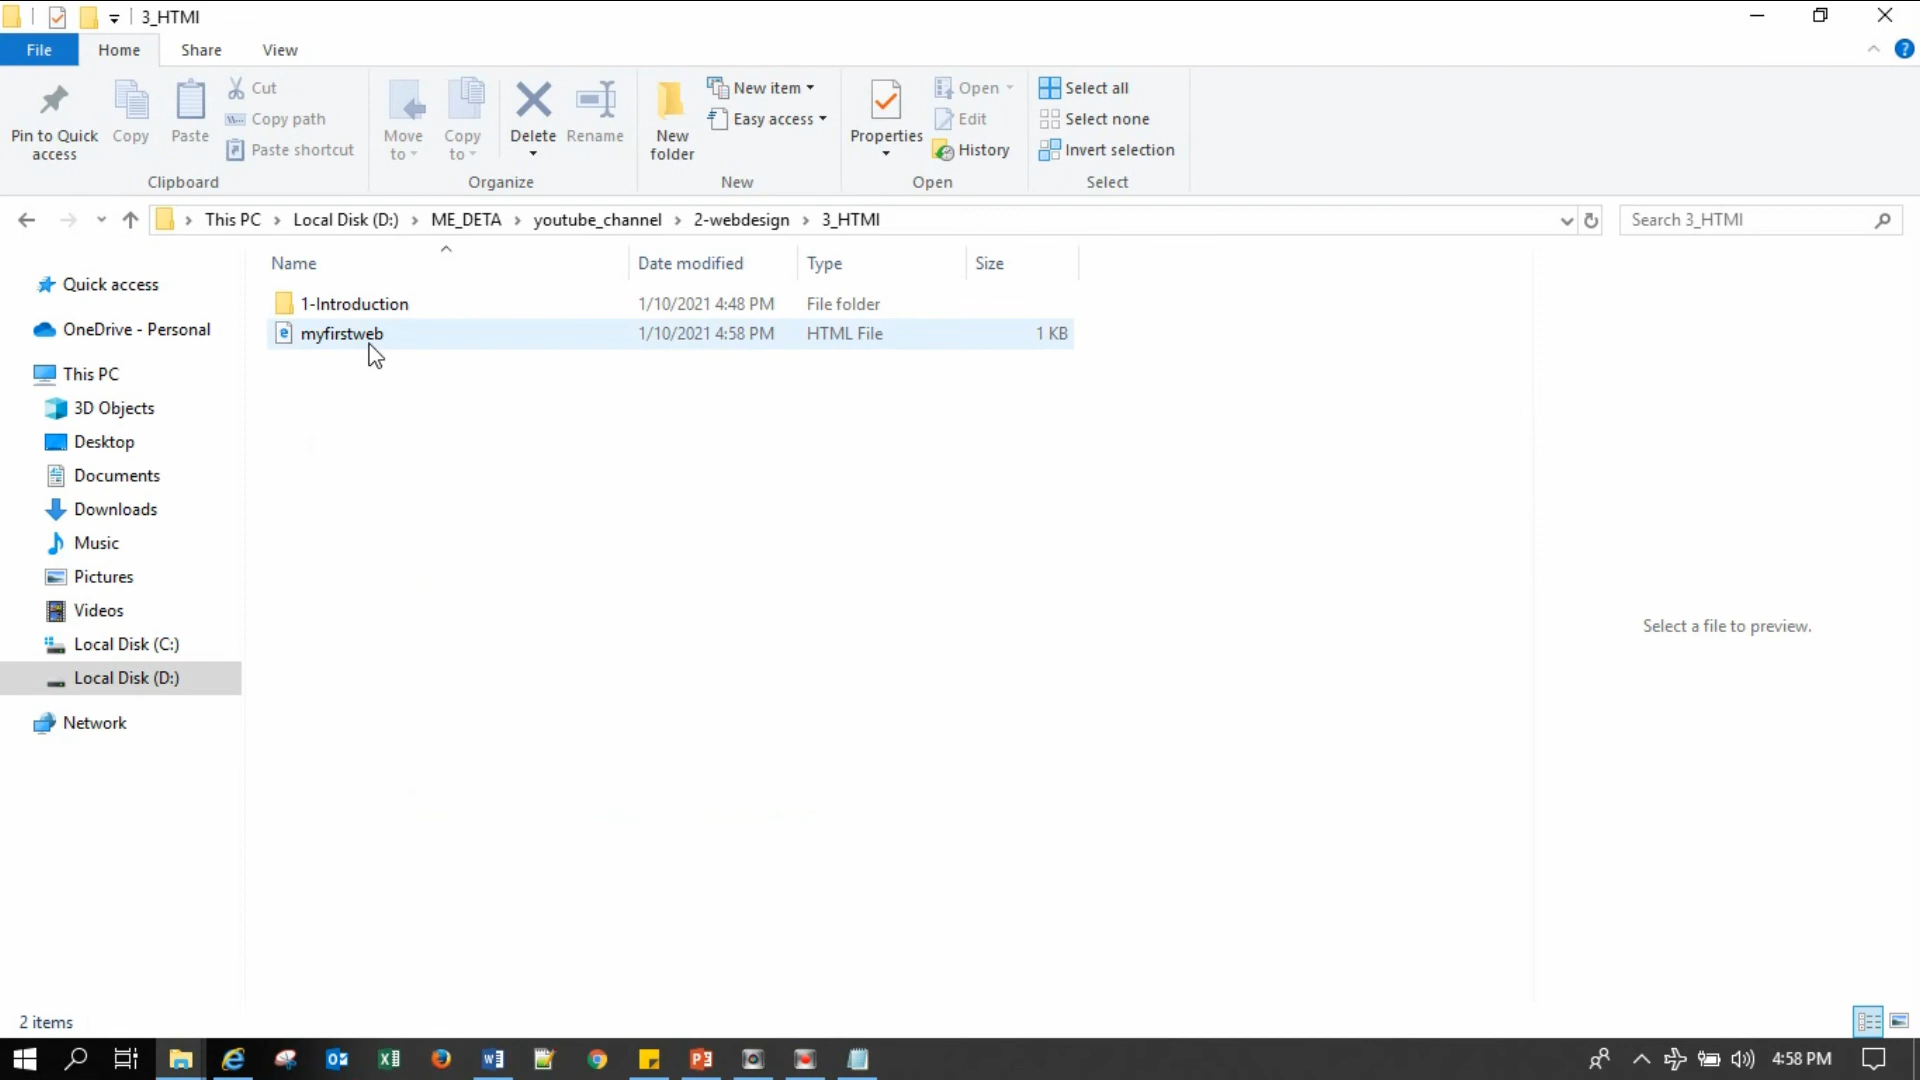 3_HTMI
File Home Share View
Pin to Quick access
Copy
Paste
Cut
Copy path
Paste shortcut
Clipboard
Move to
Copy to
Delete
Rename
Organize
New folder
New item
Easy access
New
Properties
Open
Edit
History
Open
Select all
Select none
Invert selection
Select
This PC Local Disk (D:) ME_DETA youtube_channel 2-webdesign 3_HTMI
Search 3_HTMI
Name Date modified Type Size
1-Introduction 1/10/2021 4:48 PM File folder
myfirstweb 1/10/2021 4:58 PM HTML File 1 KB
Quick access
OneDrive - Personal
This PC
3D Objects
Desktop
Documents
Downloads
Music
Pictures
Videos
Local Disk (C:)
Local Disk (D:)
Network
Select a file to preview.
2 items
4:58 PM